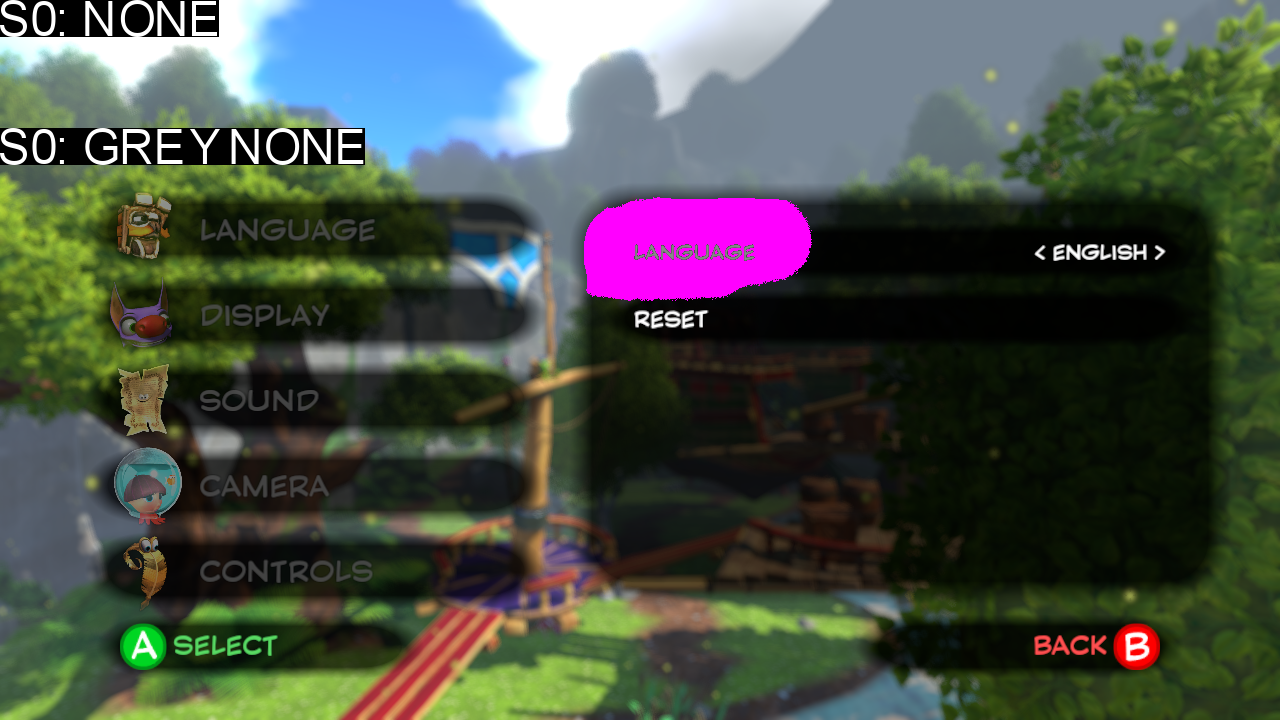 S0: NONE
S0: GREY NONE
LANGUAGE
DISPLAY
SOUND
CAMERA
CONTROLS
LANGUAGE < ENGLISH >
RESET
A SELECT
BACK B